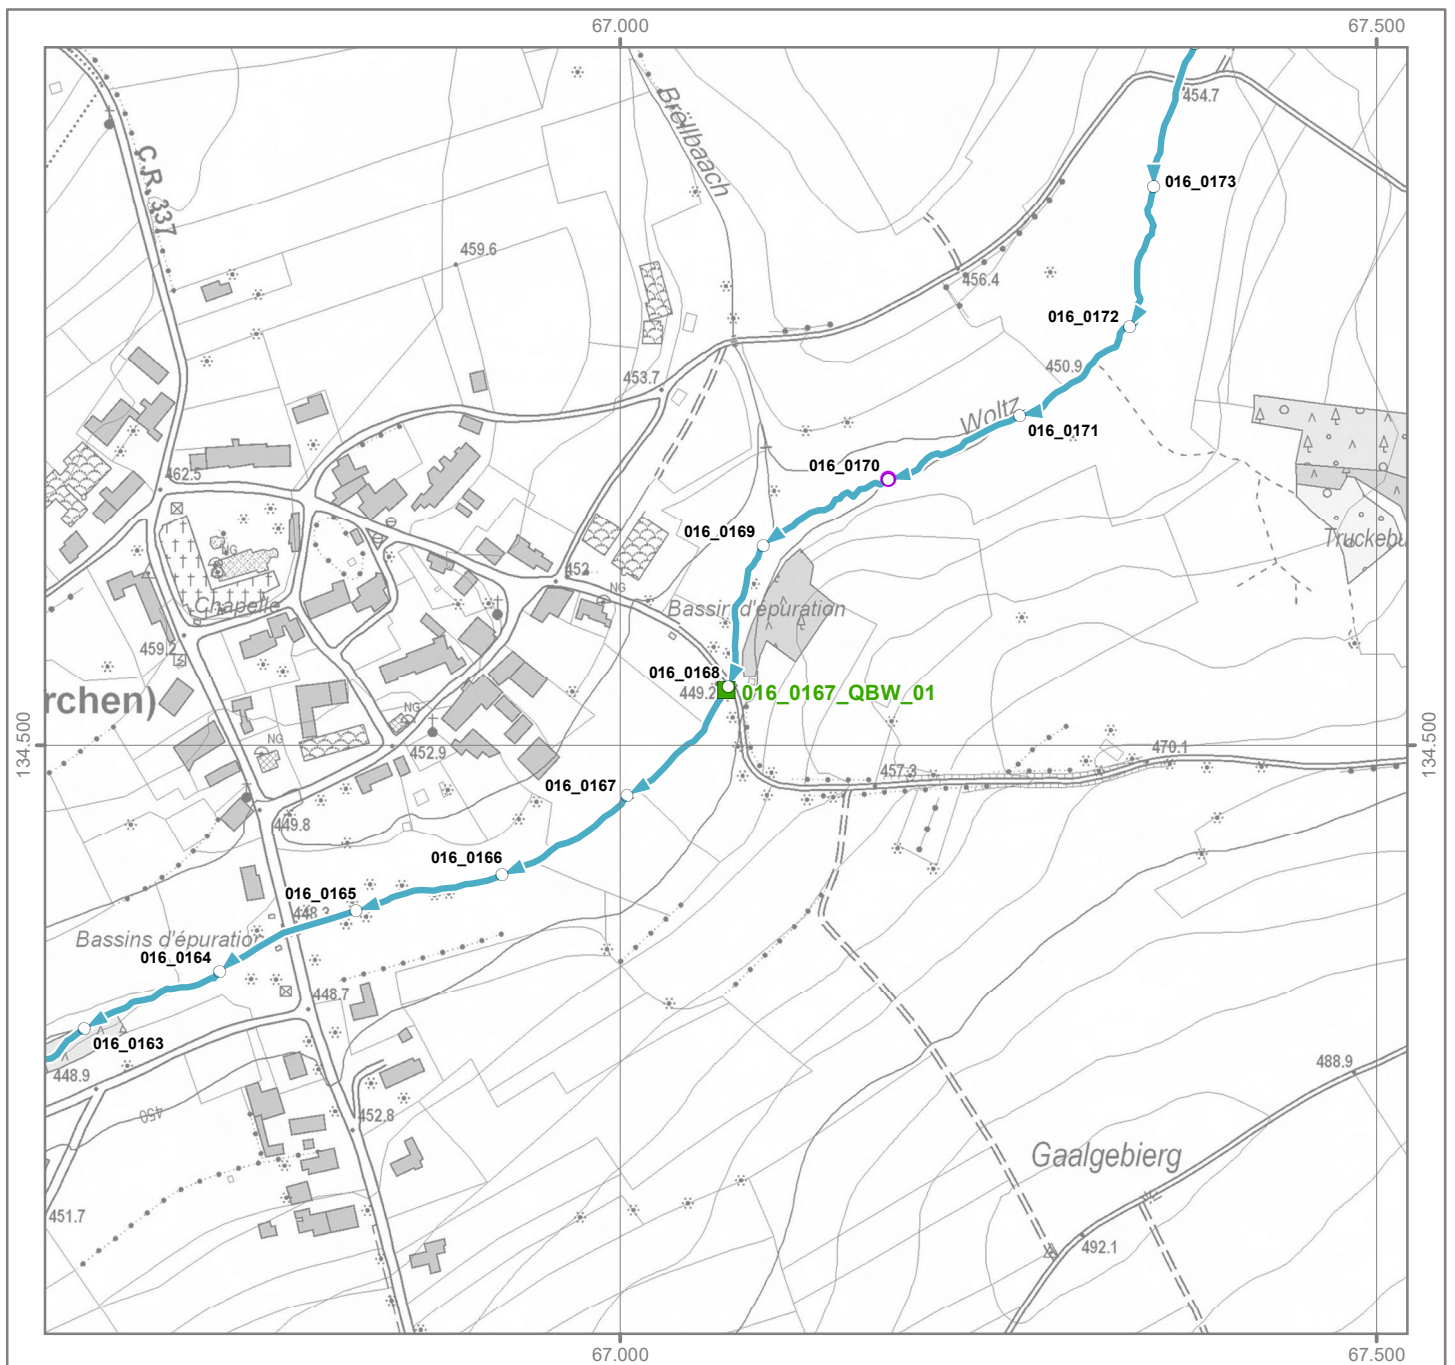 67.000
67.500
454.7
Brellbaach
C.R. 337
016_0173
459.6
456.4
016_0172
450.9
453.7
Woltz
016_0171
016_0170
462.5
016_0169
Truckebu
NG
452
NG
Chapelle
Bassin d'épuration
459.2
016_0168
449.2
016_0167_QBW_01
rchen)
NG
134.500
134.500
NG
452.9
470.1
457.3
016_0167
449.8
016_0166
016_0165
448.3
Bassins d'épuration
016_0164
448.7
016_0163
448.9
488.9
450
452.8
Gaalgebierg
451.7
492.1
67.000
67.500